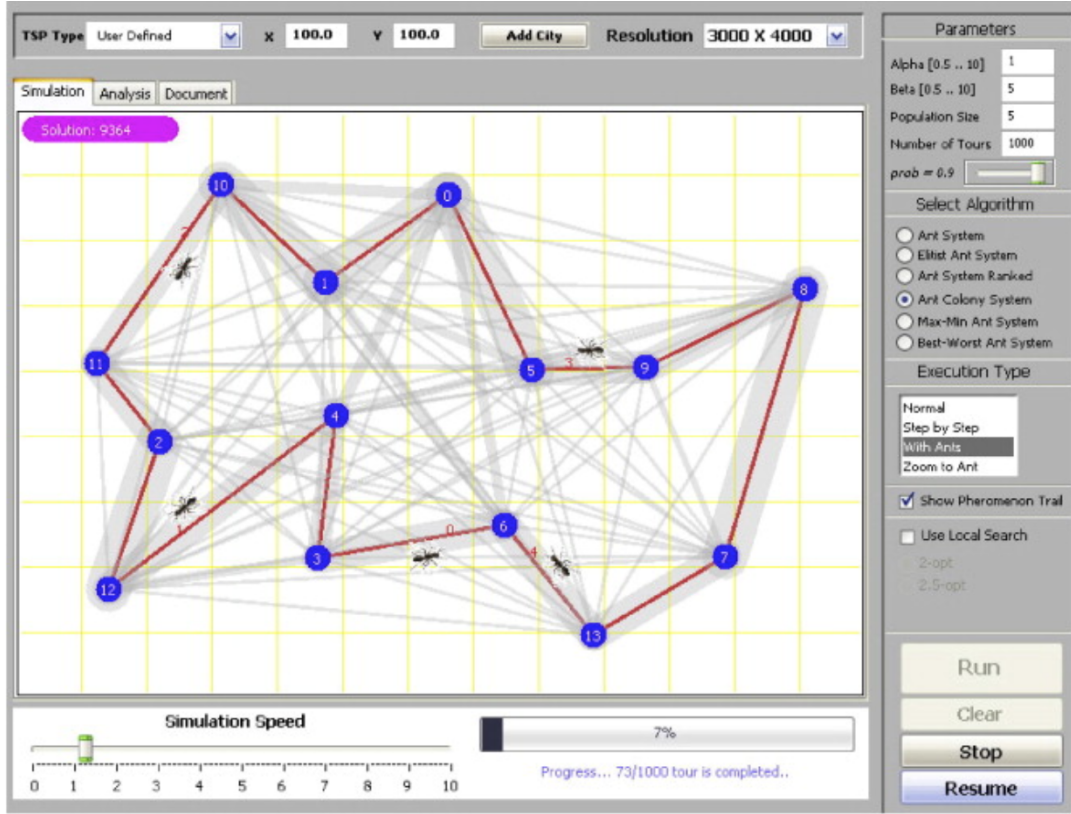 TSP Type User Defined X 100.0 Y 100.0 Add City Resolution 3000 X 4000
Simulation Analysis Document
Solution: 9364
10
0
2
1
8
11
5
3
9
4
2
1
0
6
3
4
7
12
13
Simulation Speed
0 1 2 3 4 5 6 7 8 9 10
7%
Progress... 73/1000 tour is completed..
Parameters
Alpha [0.5 .. 10] 1
Beta [0.5 .. 10] 5
Population Size 5
Number of Tours 1000
prob = 0.9
Select Algorithm
Ant System
Elitist Ant System
Ant System Ranked
Ant Colony System
Max-Min Ant System
Best-Worst Ant System
Execution Type
Normal
Step by Step
With Ants
Zoom to Ant
Show Pheromenon Trail
Use Local Search
2-opt
2.5-opt
Run
Clear
Stop
Resume